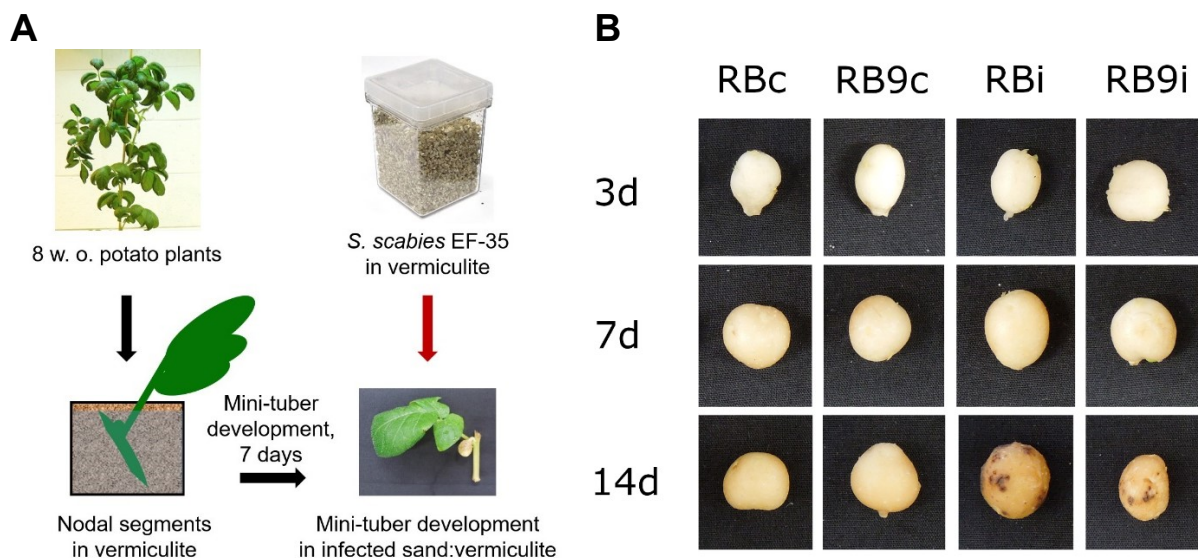 A
8 w. o. potato plants
S. scabies EF-35
in vermiculite
Mini-tuber
development,
7 days
Nodal segments
in vermiculite
Mini-tuber development
in infected sand:vermiculite
B
RBc RB9c RBi RB9i
3d
7d
14d